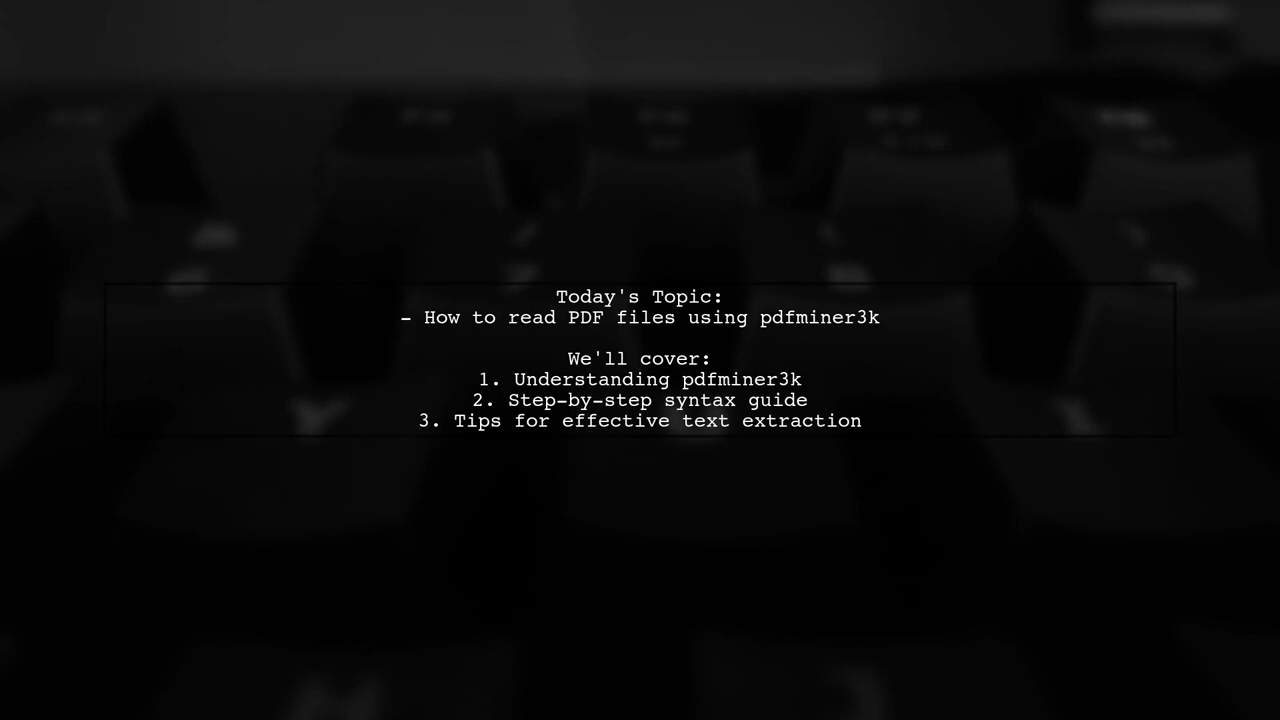 Today's Topic:
- How to read PDF files using pdfminer3k
We'll cover:
1. Understanding pdfminer3k
2. Step-by-step syntax guide
3. Tips for effective text extraction